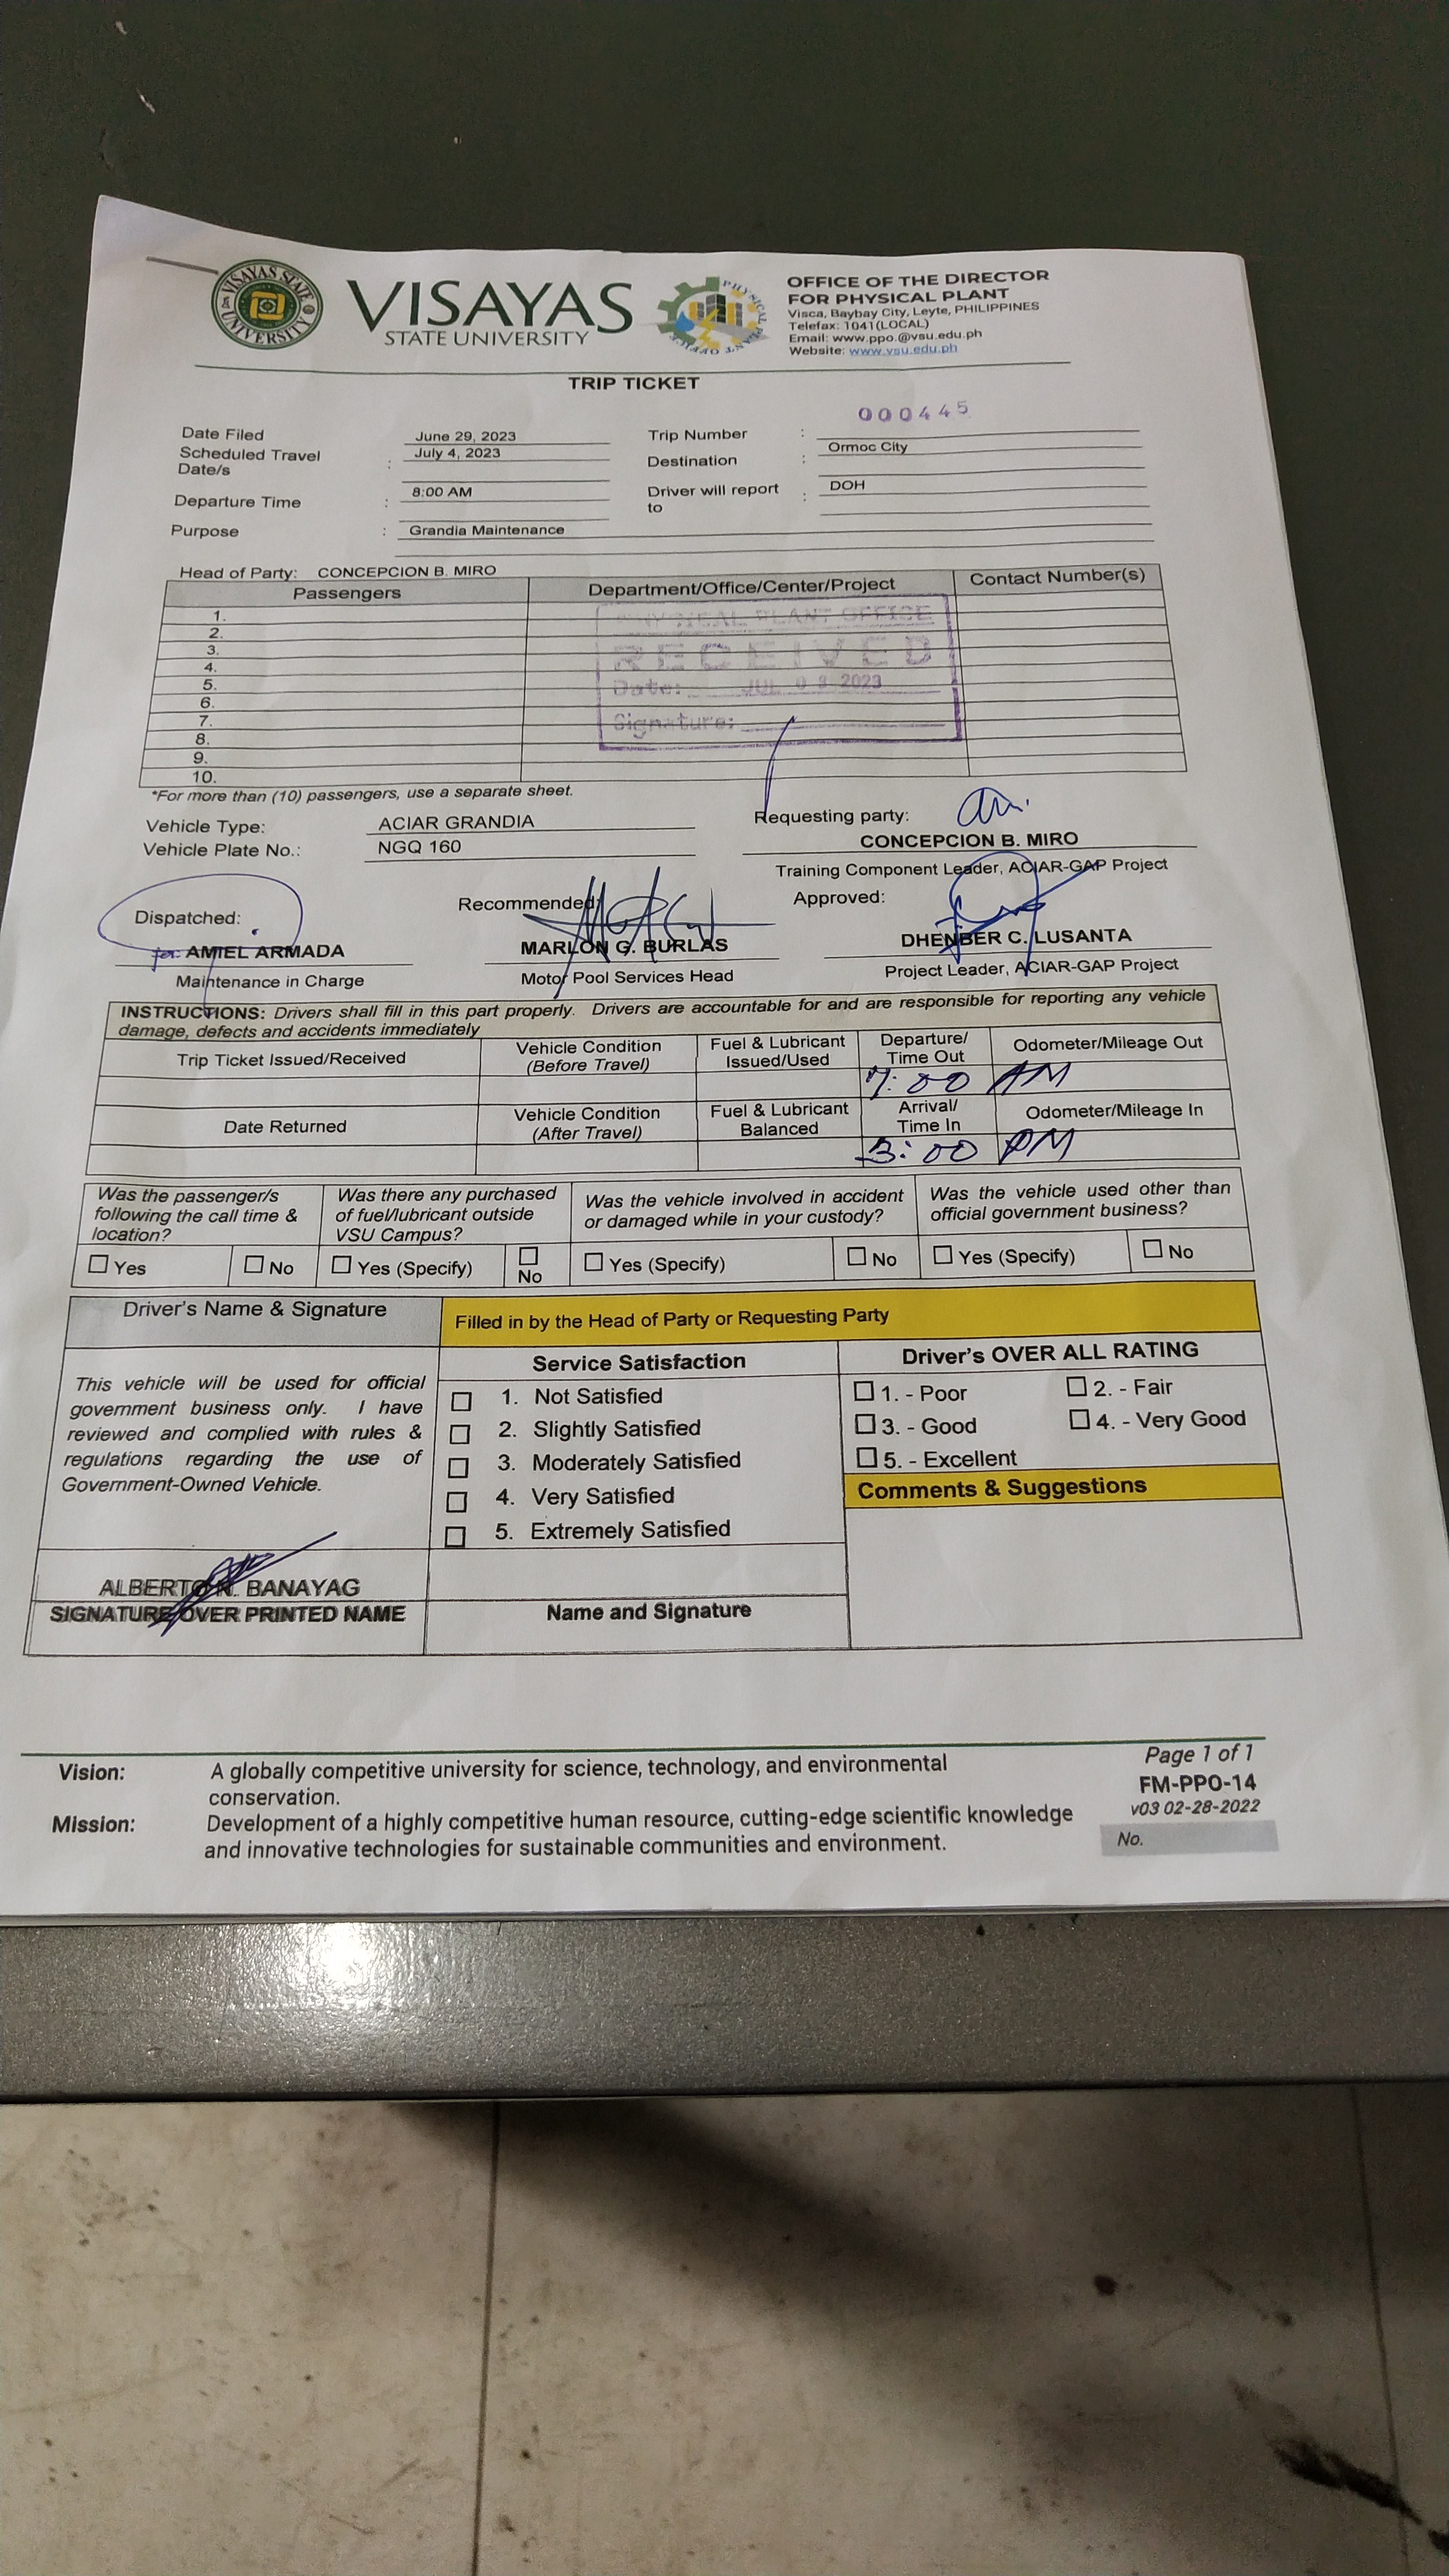 VISAYAS STATE UNIVERSITY
VISAYAS
STATE UNIVERSITY
PHYSICAL PLANT OFFICE
OFFICE OF THE DIRECTOR
FOR PHYSICAL PLANT
Visca, Baybay City, Leyte, PHILIPPINES
Telefax: 1041(LOCAL)
Email: www.ppo.@vsu.edu.ph
Website: www.vsu.edu.ph
TRIP TICKET
000445
Date Filed June 29, 2023 Trip Number :
Scheduled Travel Date/s : July 4, 2023 Destination : Ormoc City
Departure Time : 8:00 AM Driver will report to : DOH
Purpose : Grandia Maintenance
Head of Party: CONCEPCION B. MIRO
Passengers Department/Office/Center/Project Contact Number(s)
1.
2.
3.
4.
5.
6.
7.
8.
9.
10.
PHYSICAL PLANT OFFICE
RECEIVED
Date: JUL 03 2023
Signature:
*For more than (10) passengers, use a separate sheet.
Vehicle Type: ACIAR GRANDIA
Vehicle Plate No.: NGQ 160
Requesting party:
CONCEPCION B. MIRO
Training Component Leader, ACIAR-GAP Project
Dispatched: Recommended: Approved:
for: AMIEL ARMADA MARLON G. BURLAS DHENBER C. LUSANTA
Maintenance in Charge Motor Pool Services Head Project Leader, ACIAR-GAP Project
INSTRUCTIONS: Drivers shall fill in this part properly. Drivers are accountable for and are responsible for reporting any vehicle
damage, defects and accidents immediately
Trip Ticket Issued/Received Vehicle Condition (Before Travel) Fuel & Lubricant Issued/Used Departure/ Time Out Odometer/Mileage Out
7:00 AM
Date Returned Vehicle Condition (After Travel) Fuel & Lubricant Balanced Arrival/ Time In Odometer/Mileage In
3:00 PM
Was the passenger/s following the call time & location? Was there any purchased of fuel/lubricant outside VSU Campus? Was the vehicle involved in accident or damaged while in your custody? Was the vehicle used other than official government business?
Yes No Yes (Specify) No Yes (Specify) No Yes (Specify) No
Driver's Name & Signature Filled in by the Head of Party or Requesting Party
This vehicle will be used for official
government business only. I have
reviewed and complied with rules &
regulations regarding the use of
Government-Owned Vehicle.
ALBERTO N. BANAYAG
SIGNATURE OVER PRINTED NAME
Service Satisfaction
1. Not Satisfied
2. Slightly Satisfied
3. Moderately Satisfied
4. Very Satisfied
5. Extremely Satisfied
Name and Signature
Driver's OVER ALL RATING
1. - Poor 2. - Fair
3. - Good 4. - Very Good
5. - Excellent
Comments & Suggestions
Vision: A globally competitive university for science, technology, and environmental
conservation.
Mission: Development of a highly competitive human resource, cutting-edge scientific knowledge
and innovative technologies for sustainable communities and environment.
Page 1 of 1
FM-PPO-14
v03 02-28-2022
No.